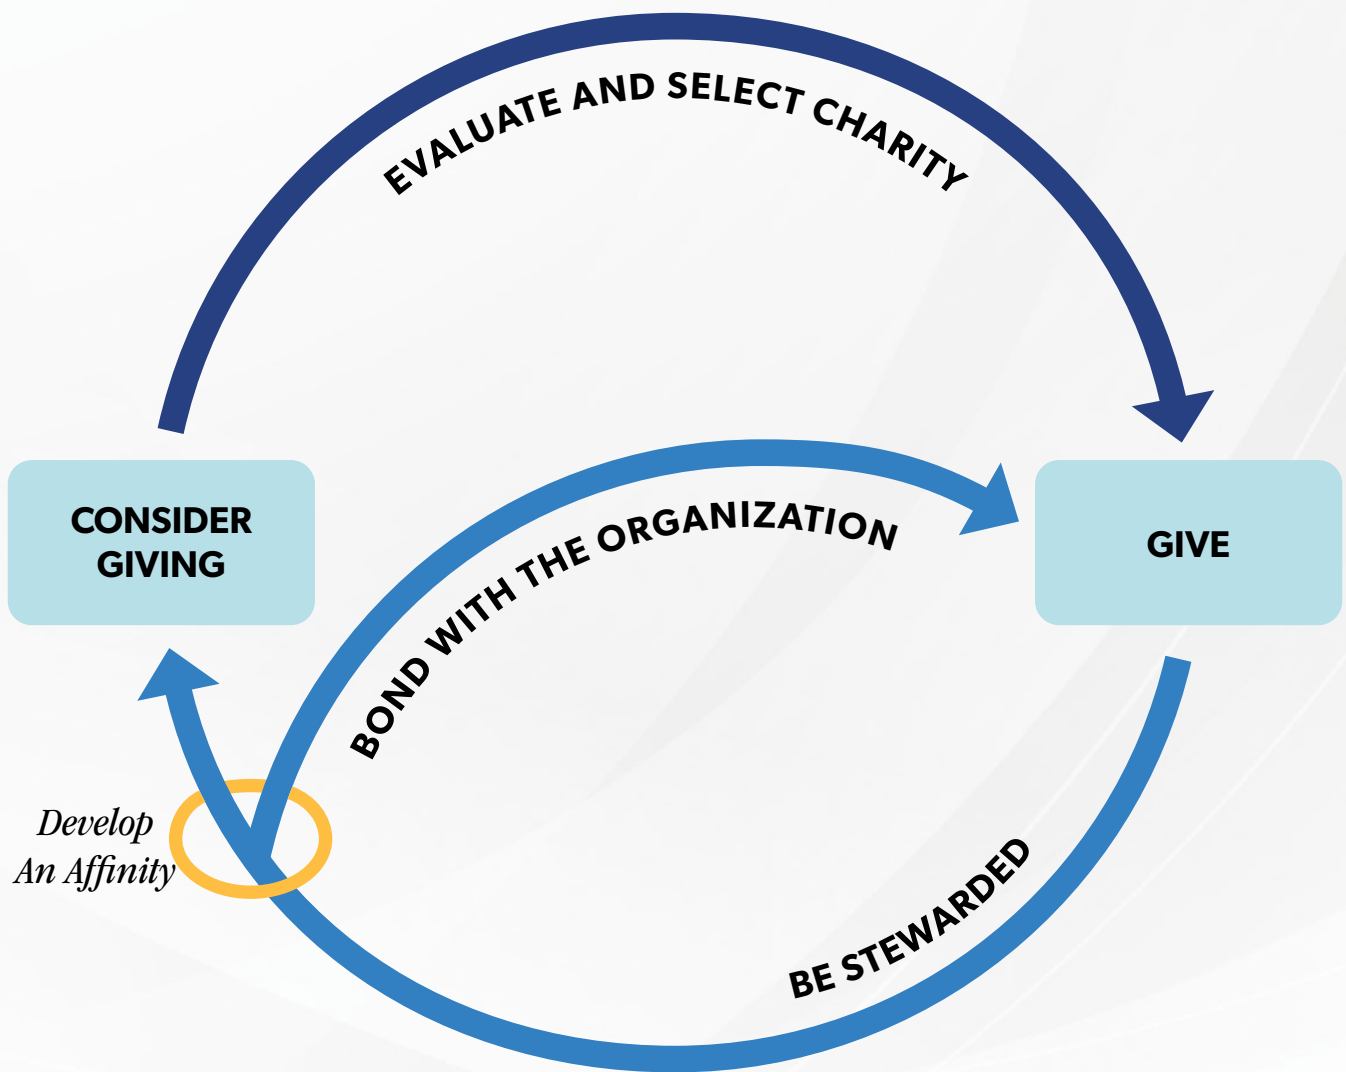 EVALUATE AND SELECT CHARITY
CONSIDER
GIVING
GIVE
BOND WITH THE ORGANIZATION
Develop
An Affinity
BE STEWARDED